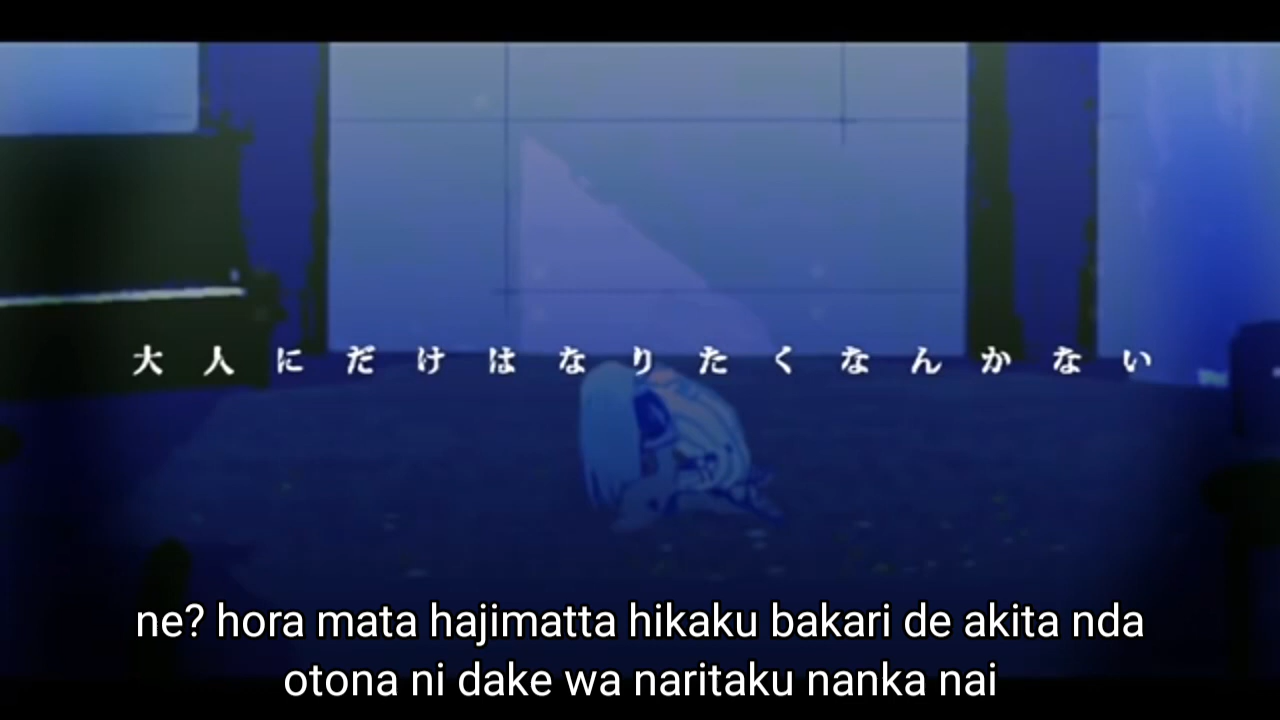 大人にだけはなりたくなんかない
ne? hora mata hajimatta hikaku bakari de akita nda
otona ni dake wa naritaku nanka nai